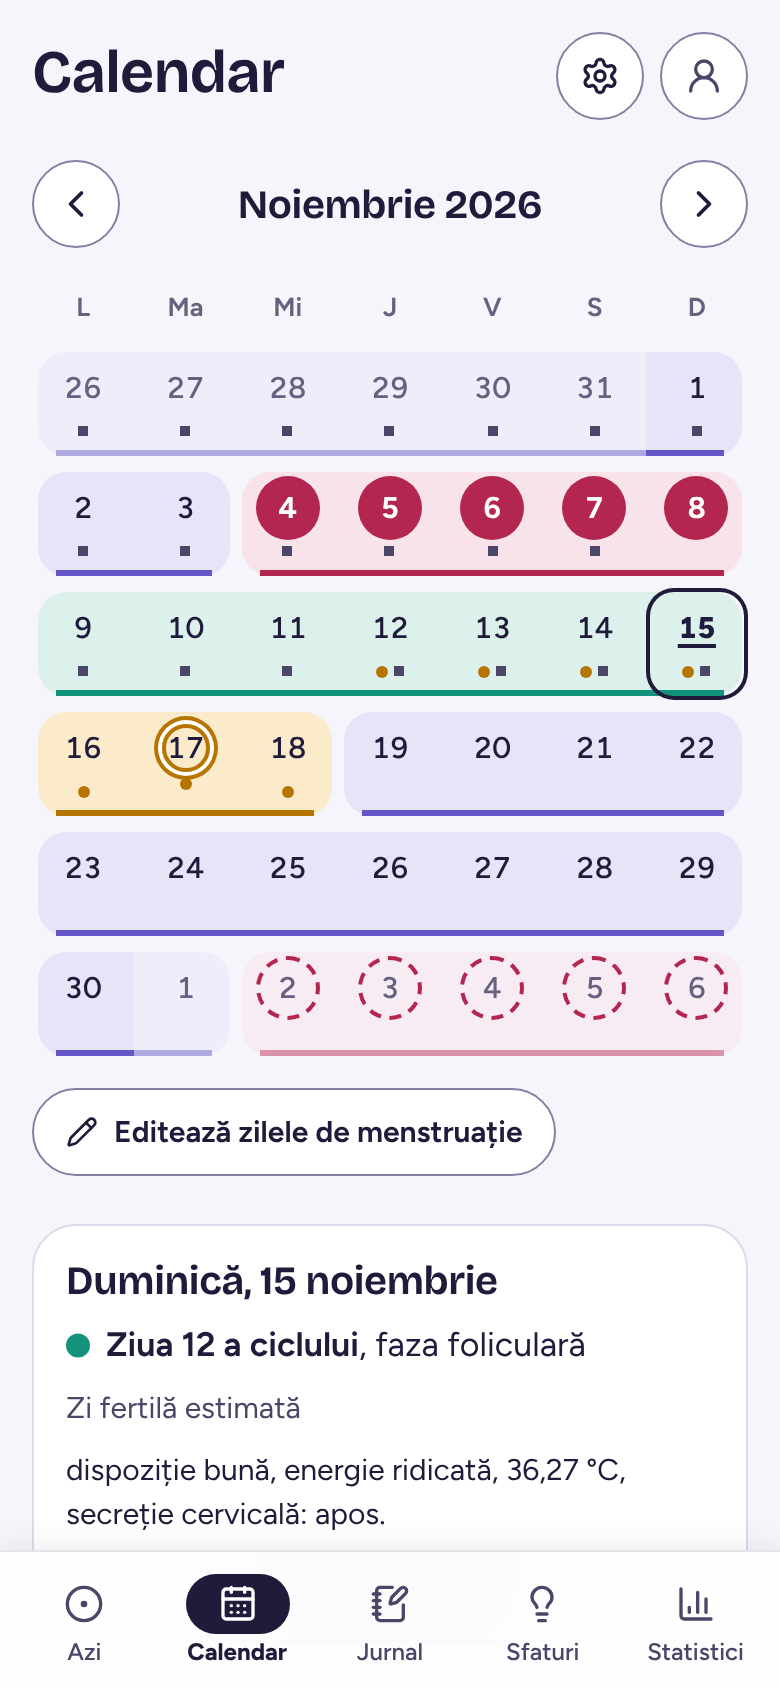 Calendar
Noiembrie 2026
L Ma Mi J V S D
26 27 28 29 30 31 1
2 3 4 5 6 7 8
9 10 11 12 13 14 15
16 17 18 19 20 21 22
23 24 25 26 27 28 29
30 1 2 3 4 5 6
Editează zilele de menstruație
Duminică, 15 noiembrie
Ziua 12 a ciclului, faza foliculară
Zi fertilă estimată
dispoziție bună, energie ridicată, 36,27 °C,
secreție cervicală: apos.
Azi Calendar Jurnal Sfaturi Statistici